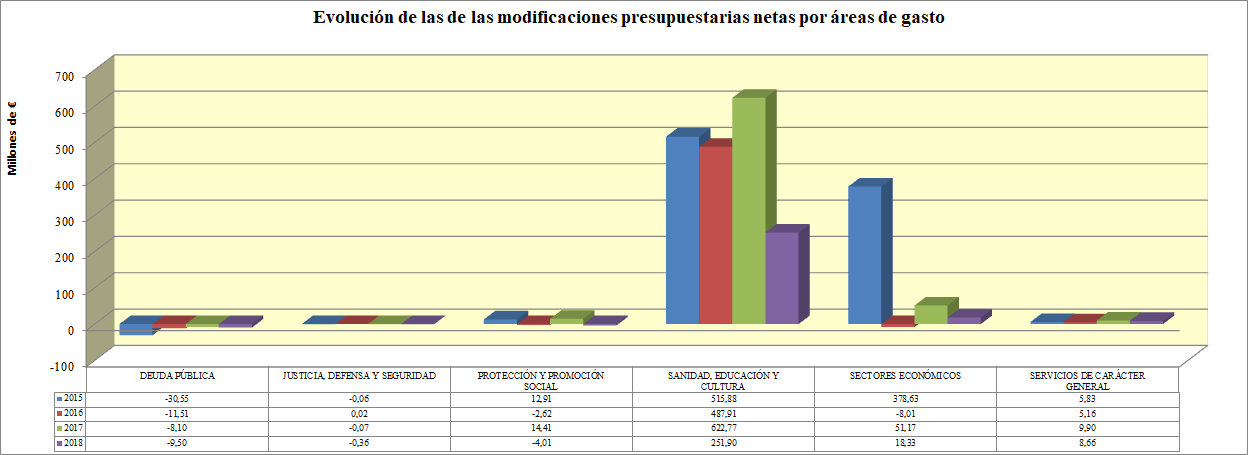 Evolución de las de las modificaciones presupuestarias netas por áreas de gasto
Millones de €
700
600
500
400
300
200
100
0
-100
DEUDA PÚBLICA JUSTICIA, DEFENSA Y SEGURIDAD PROTECCIÓN Y PROMOCIÓN SOCIAL SANIDAD, EDUCACIÓN Y CULTURA SECTORES ECONÓMICOS SERVICIOS DE CARÁCTER GENERAL
2015 -30,55 -0,06 12,91 515,88 378,63 5,83
2016 -11,51 0,02 -2,62 487,91 -8,01 5,16
2017 -8,10 -0,07 14,41 622,77 51,17 9,90
2018 -9,50 -0,36 -4,01 251,90 18,33 8,66